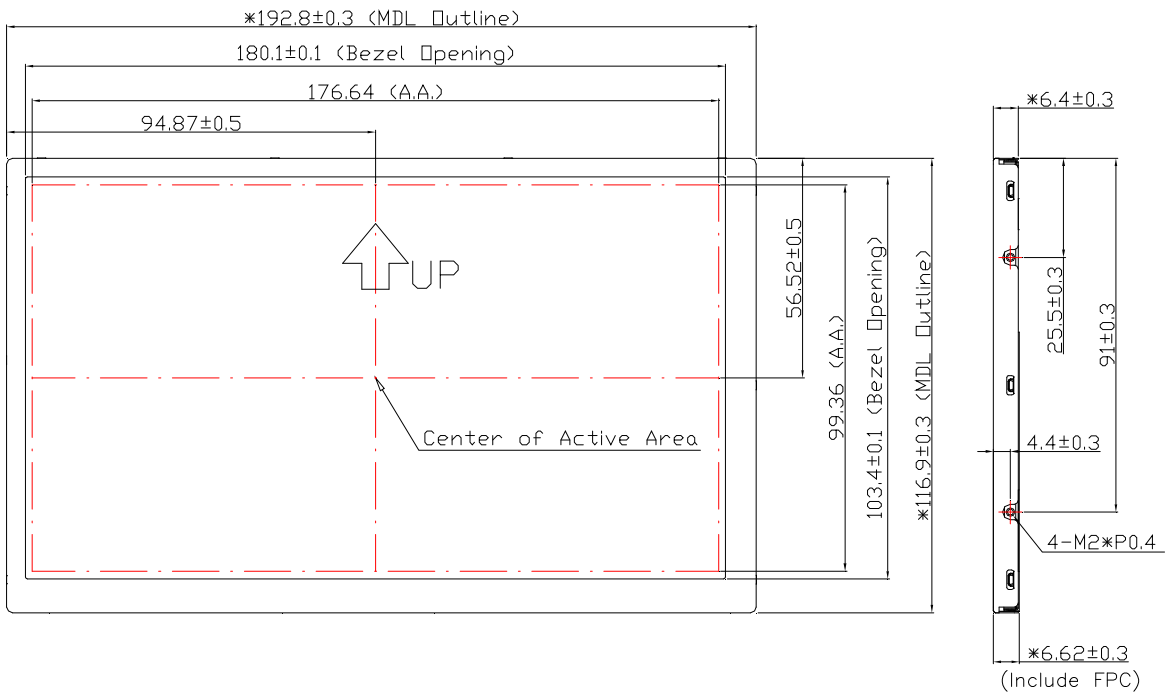 *192.8±0.3 (MDL Outline)
180.1±0.1 (Bezel Opening)
176.64 (A.A.)
94.87±0.5
UP
Center of Active Area
56.52±0.5
99.36 (A.A.)
103.4±0.1 (Bezel Opening)
*116.9±0.3 (MDL Outline)
*6.4±0.3
25.5±0.3
91±0.3
4.4±0.3
4-M2*P0.4
*6.62±0.3
(Include FPC)